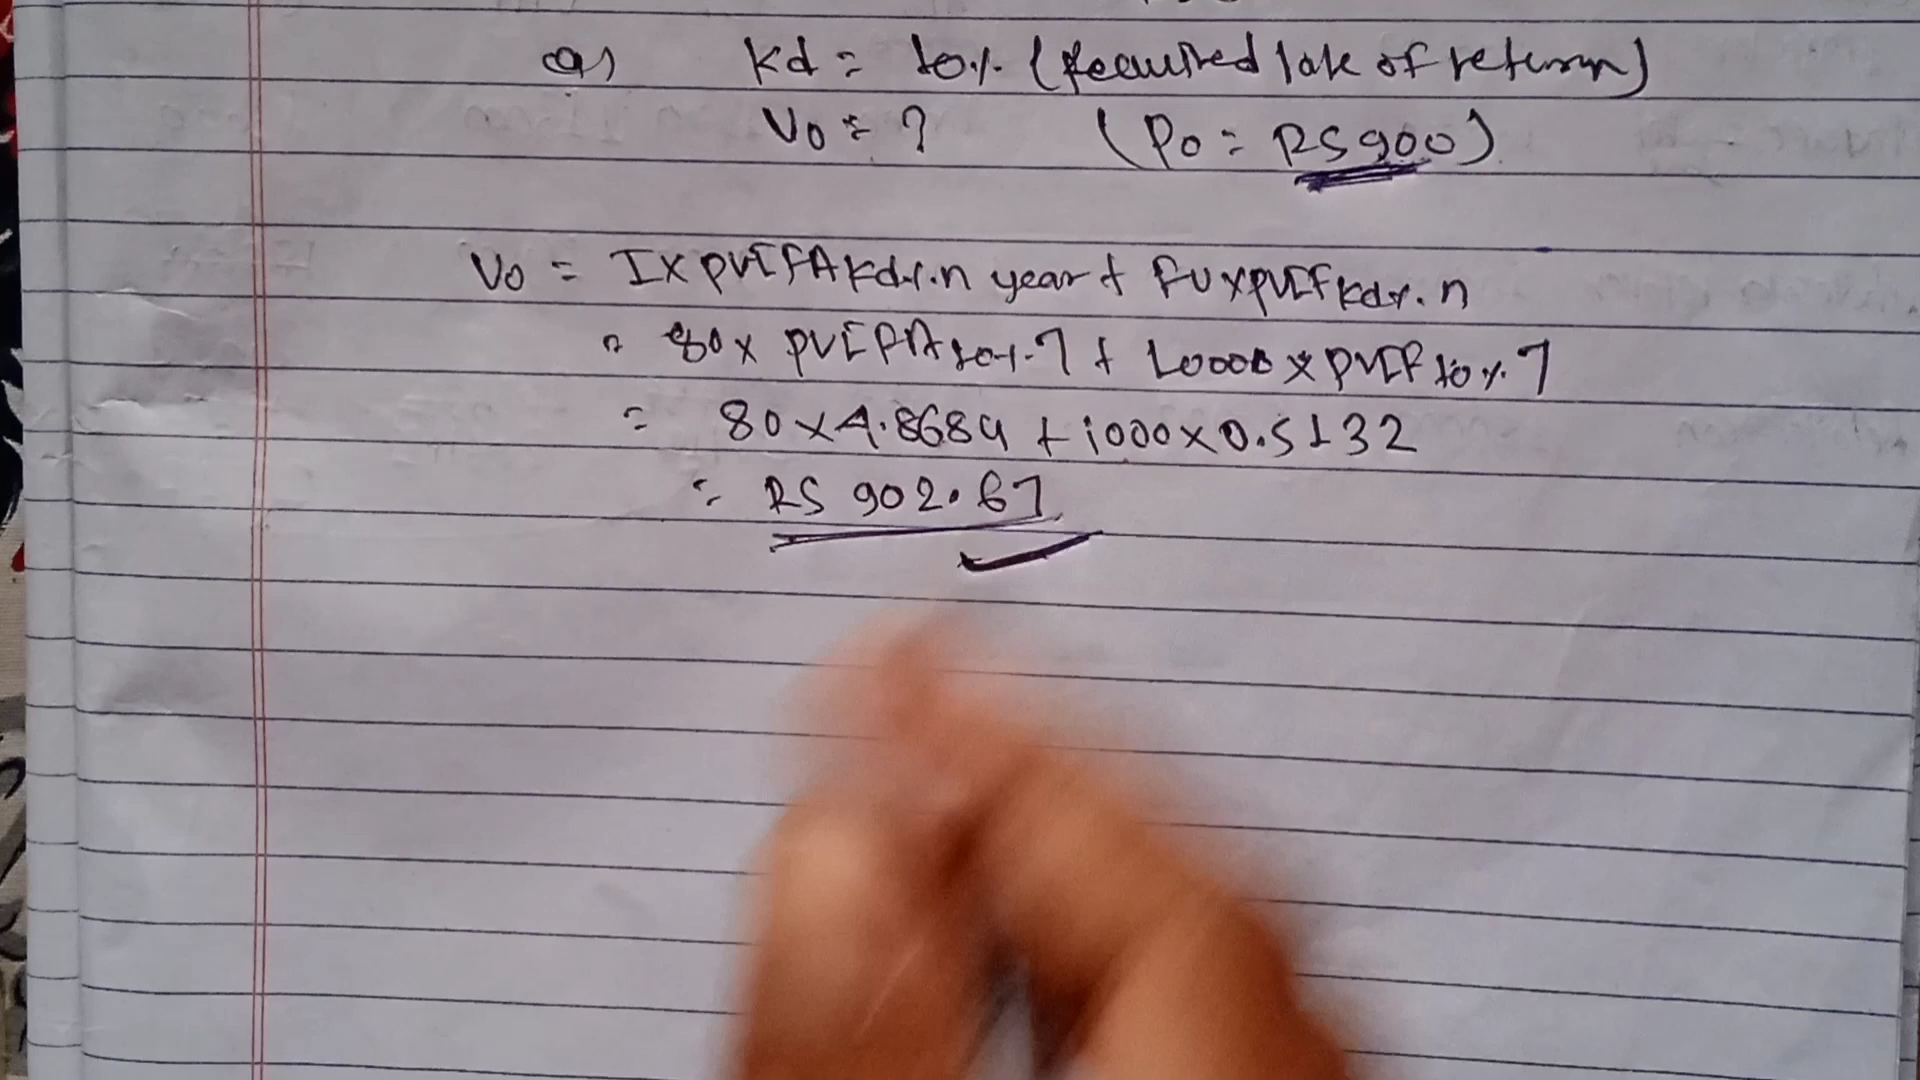 a) Kd = 10% (Required rate of return)
Vo = ? (Po = RS 900)
Vo = I x PVIFA Kd%.n year + FV x PVIF Kd%.n
= 80 x PVIFA 10%.7 + 10000 x PVIF 10%.7
= 80 x 4.8684 + 1000 x 0.5132
= RS 902.67